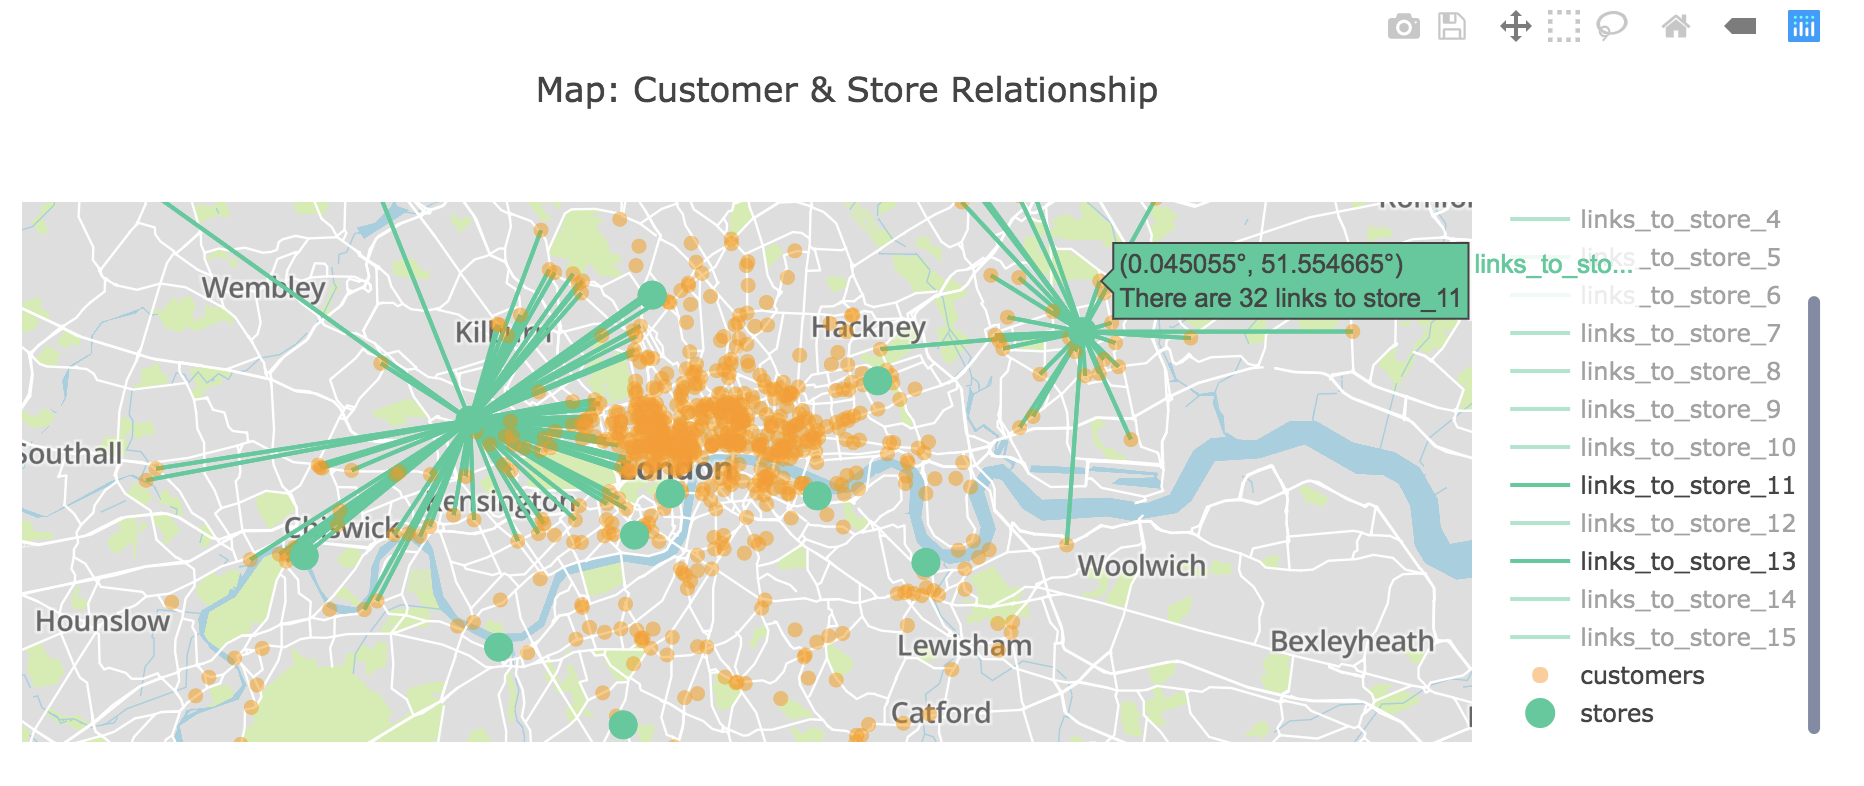 Map: Customer & Store Relationship
links_to_store_4
(0.045055°, 51.554665°)
There are 32 links to store_11
links_to_sto...
links_to_store_5
links_to_store_6
links_to_store_7
links_to_store_8
links_to_store_9
links_to_store_10
links_to_store_11
links_to_store_12
links_to_store_13
links_to_store_14
links_to_store_15
customers
stores
Wembley
Kilburn
Hackney
Southall
London
Kensington
Chiswick
Woolwich
Hounslow
Lewisham
Bexleyheath
Catford